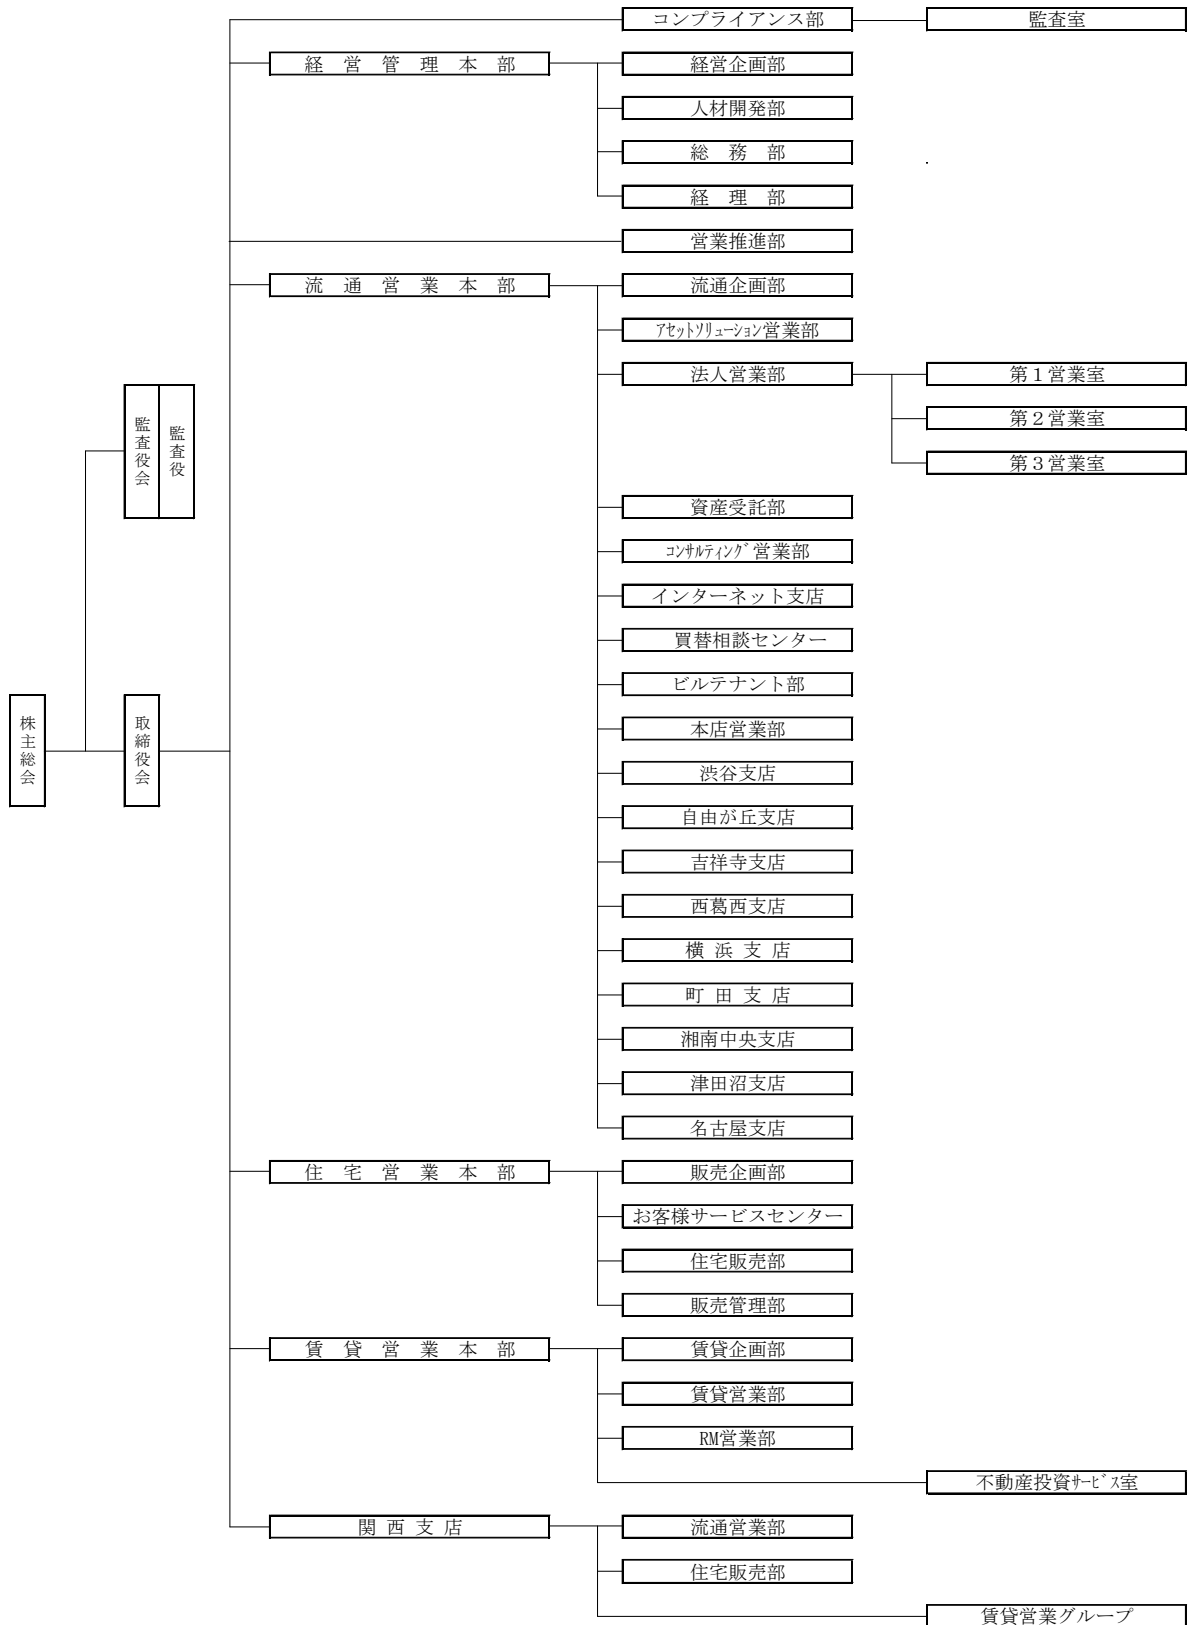 コンプライアンス部
監査室
経営管理本部
経営企画部
人材開発部
総務部
経理部
営業推進部
流通営業本部
流通企画部
アセットソリューション営業部
法人営業部
第1営業室
第2営業室
第3営業室
監査役会
監査役
資産受託部
コンサルティング営業部
インターネット支店
買替相談センター
ビルテナント部
株主総会
取締役会
本店営業部
渋谷支店
自由が丘支店
吉祥寺支店
西葛西支店
横浜支店
町田支店
湘南中央支店
津田沼支店
名古屋支店
住宅営業本部
販売企画部
お客様サービスセンター
住宅販売部
販売管理部
賃貸営業本部
賃貸企画部
賃貸営業部
RM営業部
不動産投資サービス室
関西支店
流通営業部
住宅販売部
賃貸営業グループ